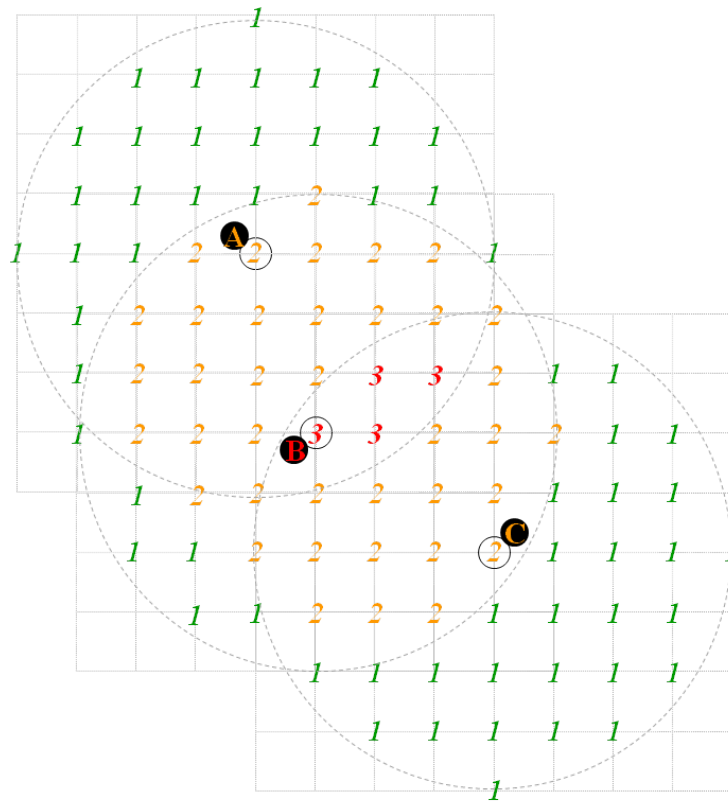 1
1 1 1 1 1
1 1 1 1 1 1 1
1 1 1 1 2 1 1
A
1 1 1 2 2 2 2 2 1
1 2 2 2 2 2 2 2
1 2 2 2 2 3 3 2 1 1
1 2 2 2 3 3 2 2 2 1 1
B
1 2 2 2 2 2 2 1 1 1
C
1 1 2 2 2 2 2 1 1 1 1
1 1 2 2 2 1 1 1 1
1 1 1 1 1 1 1
1 1 1 1 1
1